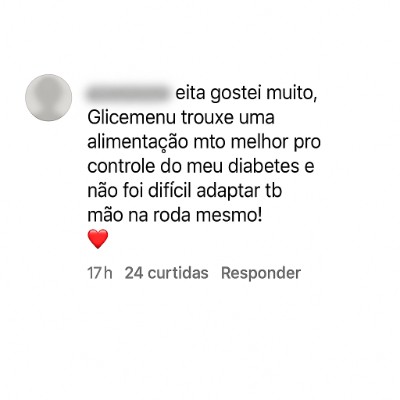 eita gostei muito,
Glicemenu trouxe uma
alimentação mto melhor pro
controle do meu diabetes e
não foi difícil adaptar tb
mão na roda mesmo!
❤️
17h 24 curtidas Responder